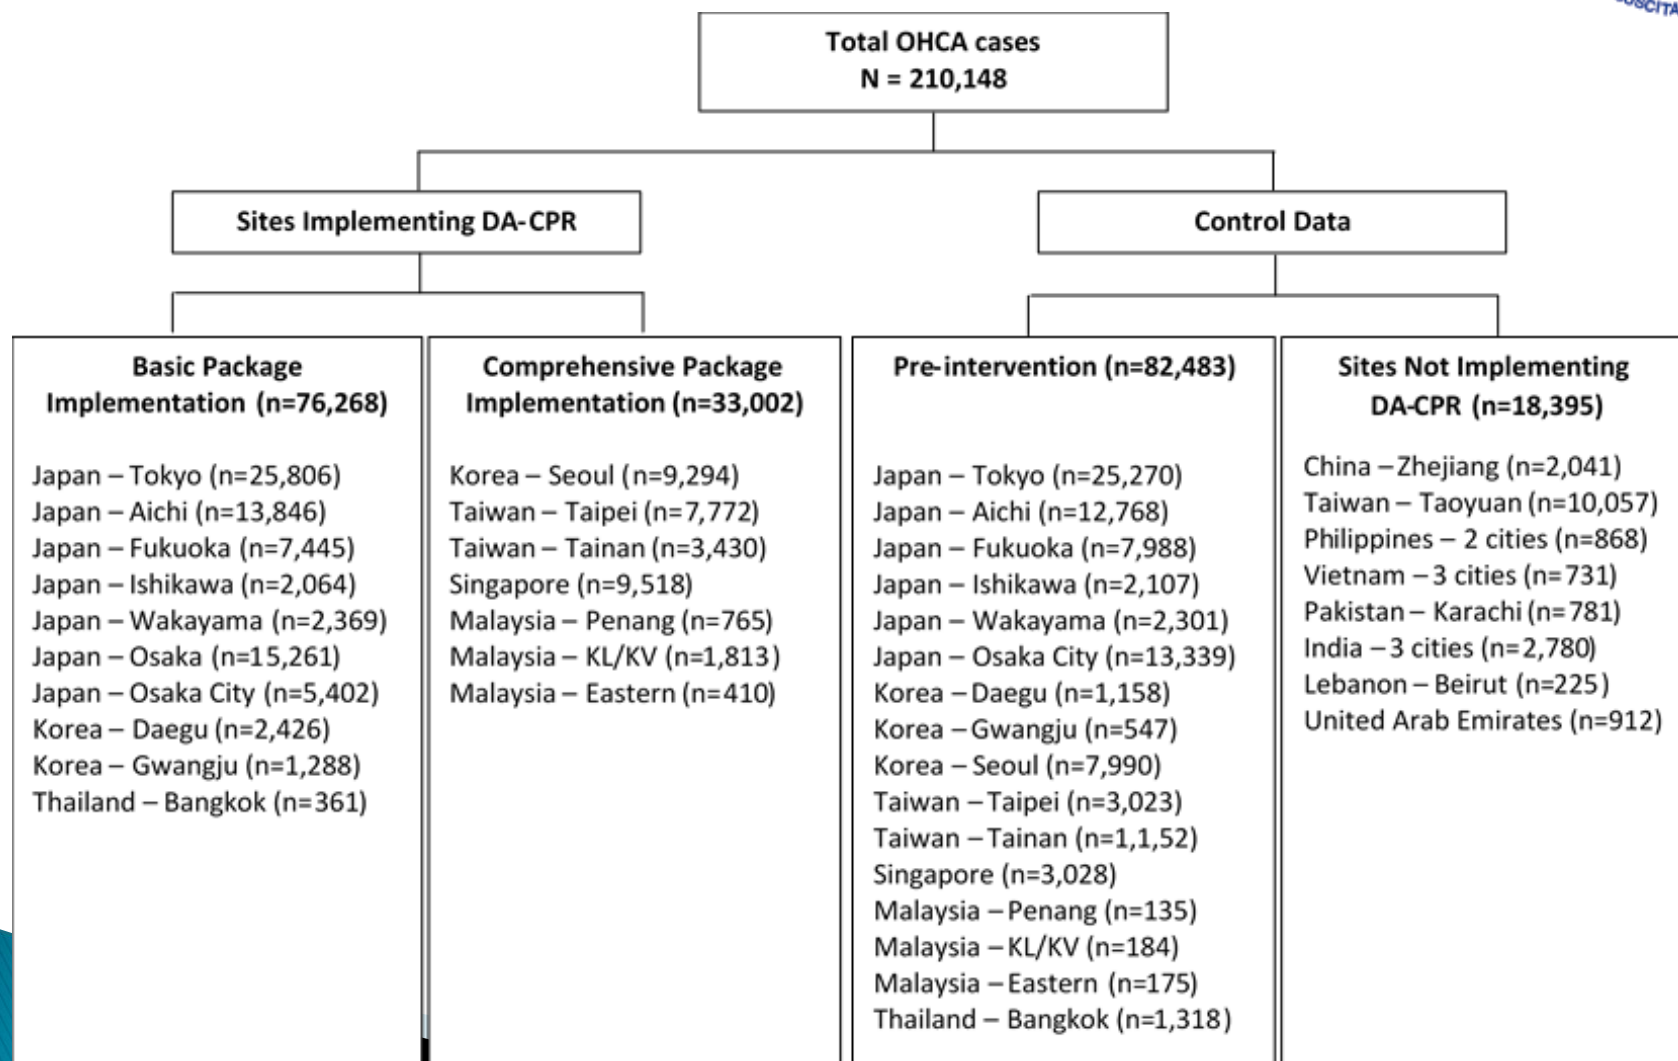 Total OHCA cases
N = 210,148
Sites Implementing DA-CPR
Control Data
Basic Package
Implementation (n=76,268)
Japan – Tokyo (n=25,806)
Japan – Aichi (n=13,846)
Japan – Fukuoka (n=7,445)
Japan – Ishikawa (n=2,064)
Japan – Wakayama (n=2,369)
Japan – Osaka (n=15,261)
Japan – Osaka City (n=5,402)
Korea – Daegu (n=2,426)
Korea – Gwangju (n=1,288)
Thailand – Bangkok (n=361)
Comprehensive Package
Implementation (n=33,002)
Korea – Seoul (n=9,294)
Taiwan – Taipei (n=7,772)
Taiwan – Tainan (n=3,430)
Singapore (n=9,518)
Malaysia – Penang (n=765)
Malaysia – KL/KV (n=1,813)
Malaysia – Eastern (n=410)
Pre-intervention (n=82,483)
Japan – Tokyo (n=25,270)
Japan – Aichi (n=12,768)
Japan – Fukuoka (n=7,988)
Japan – Ishikawa (n=2,107)
Japan – Wakayama (n=2,301)
Japan – Osaka City (n=13,339)
Korea – Daegu (n=1,158)
Korea – Gwangju (n=547)
Korea – Seoul (n=7,990)
Taiwan – Taipei (n=3,023)
Taiwan – Tainan (n=1,1,52)
Singapore (n=3,028)
Malaysia – Penang (n=135)
Malaysia – KL/KV (n=184)
Malaysia – Eastern (n=175)
Thailand – Bangkok (n=1,318)
Sites Not Implementing
DA-CPR (n=18,395)
China – Zhejiang (n=2,041)
Taiwan – Taoyuan (n=10,057)
Philippines – 2 cities (n=868)
Vietnam – 3 cities (n=731)
Pakistan – Karachi (n=781)
India – 3 cities (n=2,780)
Lebanon – Beirut (n=225)
United Arab Emirates (n=912)